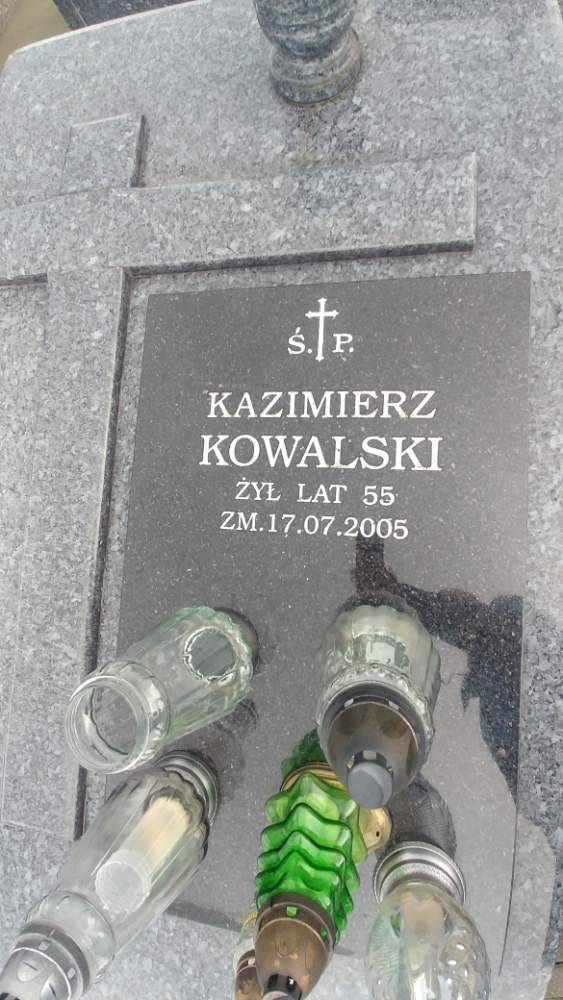 Ś. P.
KAZIMIERZ
KOWALSKI
ŻYŁ LAT 55
ZM.17.07.2005